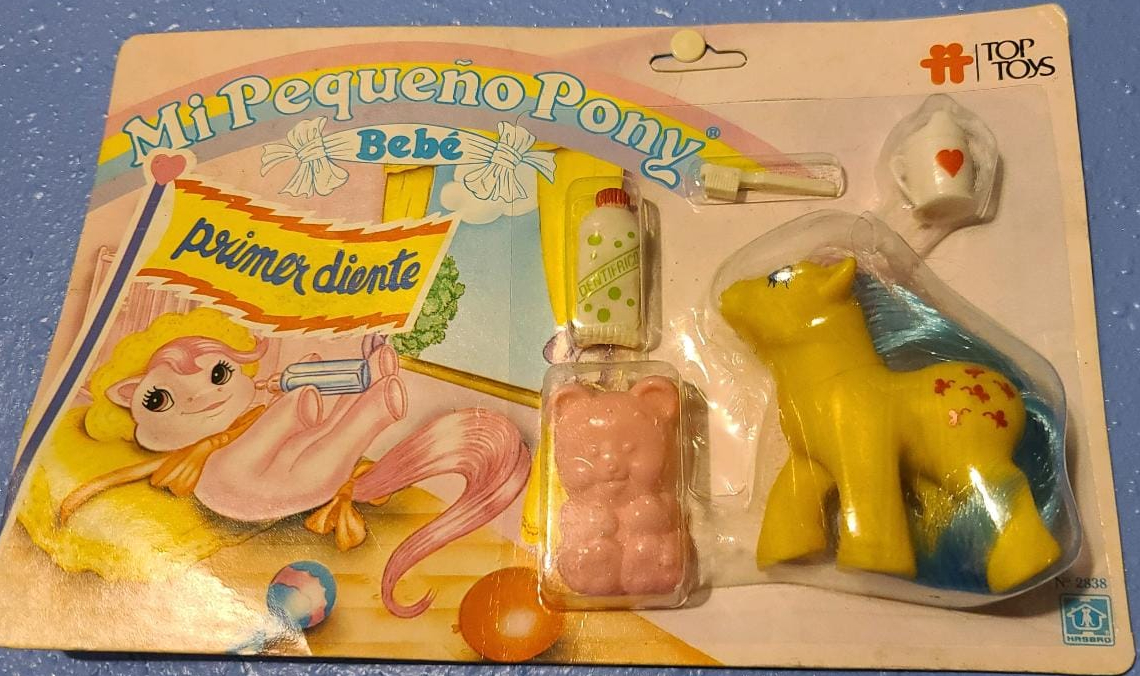 Mi Pequeño Pony®
Bebé
primer diente
TOP
TOYS
DENTIFRICO
Nº 2838
HASBRO